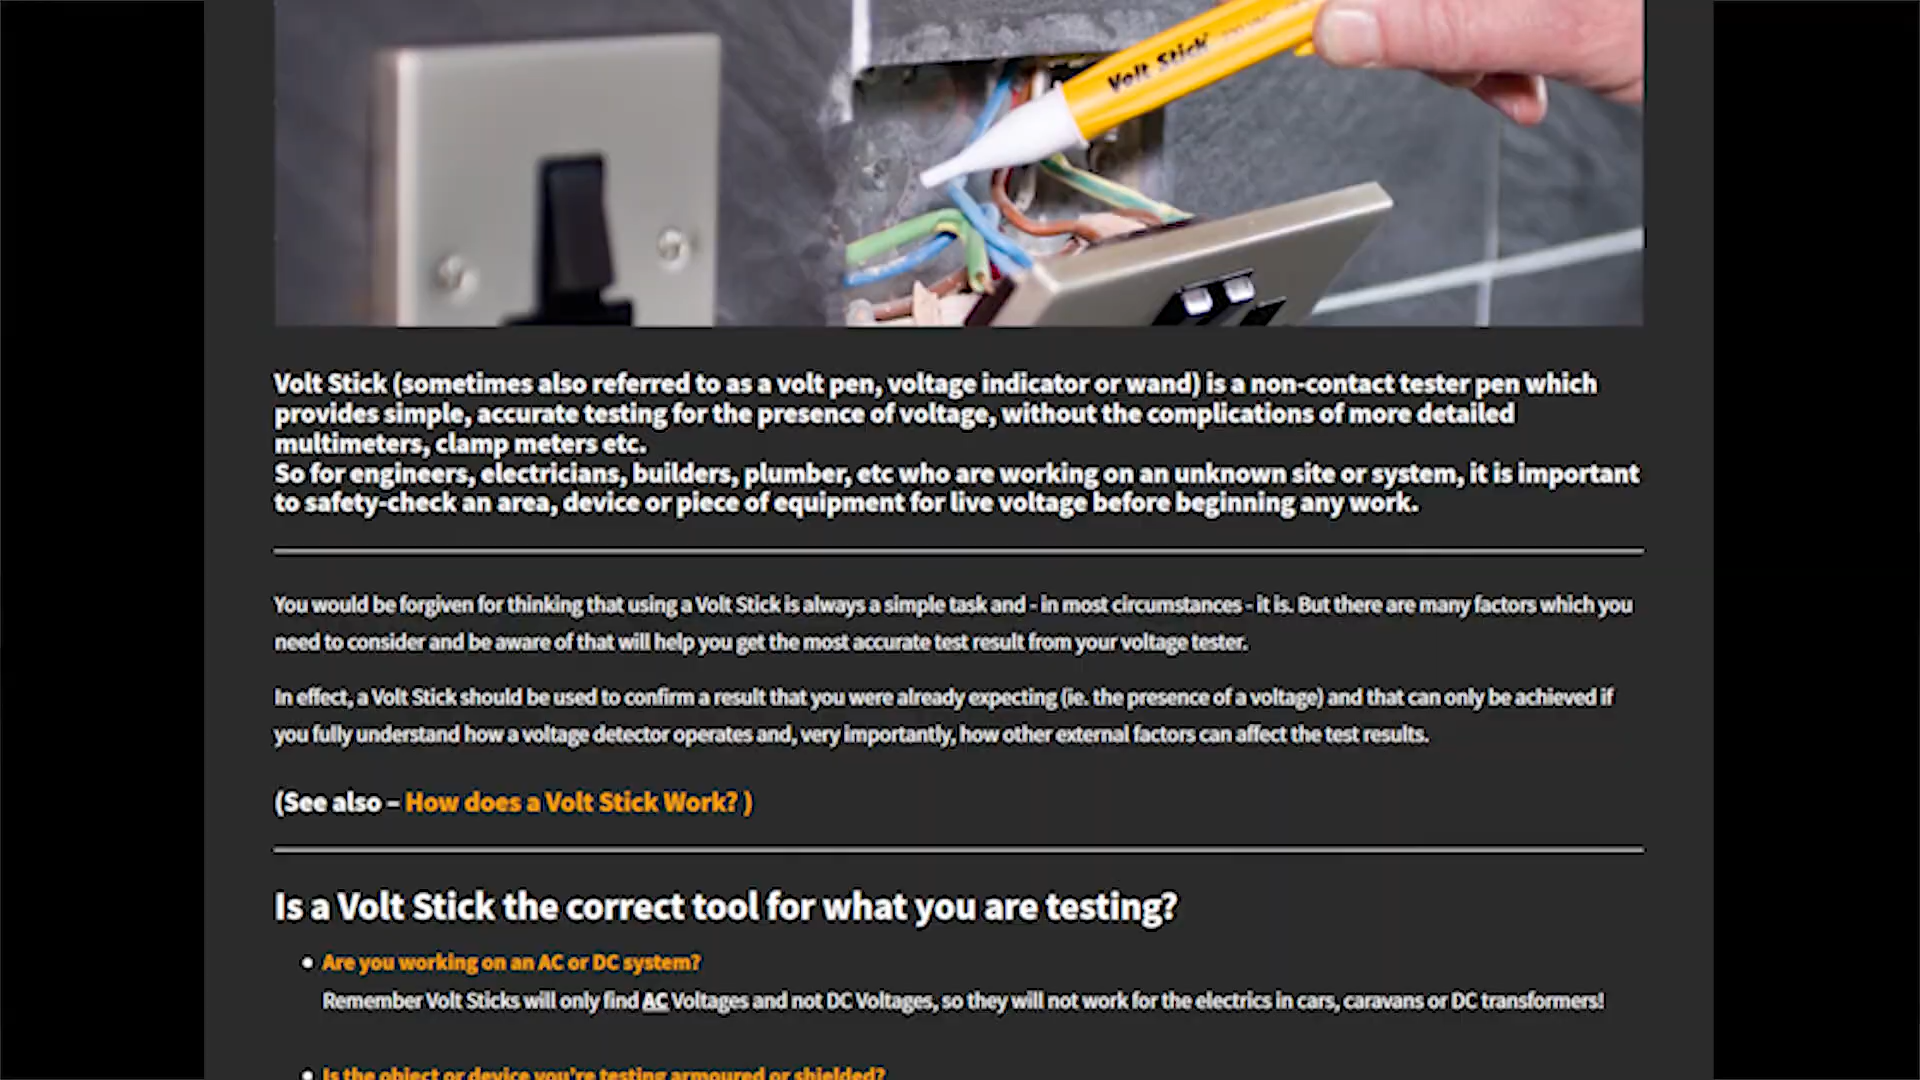 Volt Stick
Volt Stick (sometimes also referred to as a volt pen, voltage indicator or wand) is a non-contact tester pen which
provides simple, accurate testing for the presence of voltage, without the complications of more detailed
multimeters, clamp meters etc.
So for engineers, electricians, builders, plumber, etc who are working on an unknown site or system, it is important
to safety-check an area, device or piece of equipment for live voltage before beginning any work.
You would be forgiven for thinking that using a Volt Stick is always a simple task and - in most circumstances - it is. But there are many factors which you
need to consider and be aware of that will help you get the most accurate test result from your voltage tester.
In effect, a Volt Stick should be used to confirm a result that you were already expecting (ie. the presence of a voltage) and that can only be achieved if
you fully understand how a voltage detector operates and, very importantly, how other external factors can affect the test results.
(See also – How does a Volt Stick Work? )
Is a Volt Stick the correct tool for what you are testing?
• Are you working on an AC or DC system?
Remember Volt Sticks will only find AC Voltages and not DC Voltages, so they will not work for the electrics in cars, caravans or DC transformers!
• Is the object or device you're testing armoured or shielded?